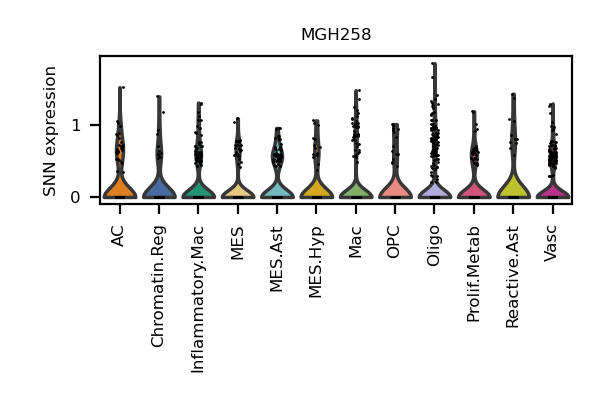 MGH258
SNN expression
1
0
AC
Chromatin.Reg
Inflammatory.Mac
MES
MES.Ast
MES.Hyp
Mac
OPC
Oligo
Prolif.Metab
Reactive.Ast
Vasc